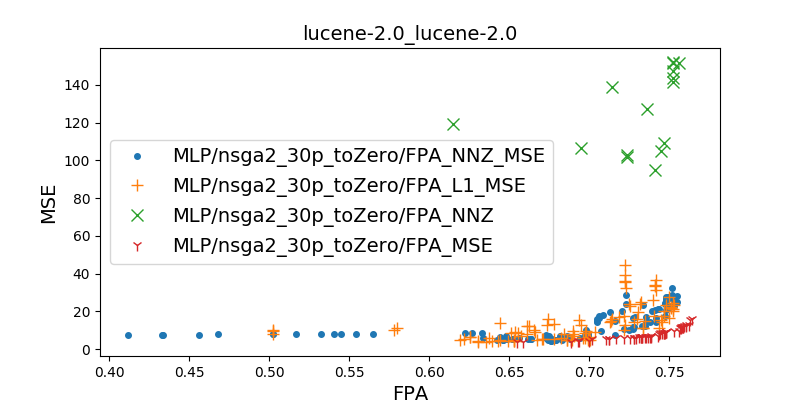 lucene-2.0_lucene-2.0
140
120
100
80
60
40
20
0
MSE
MLP/nsga2_30p_toZero/FPA_NNZ_MSE
MLP/nsga2_30p_toZero/FPA_L1_MSE
MLP/nsga2_30p_toZero/FPA_NNZ
MLP/nsga2_30p_toZero/FPA_MSE
0.40 0.45 0.50 0.55 0.60 0.65 0.70 0.75
FPA